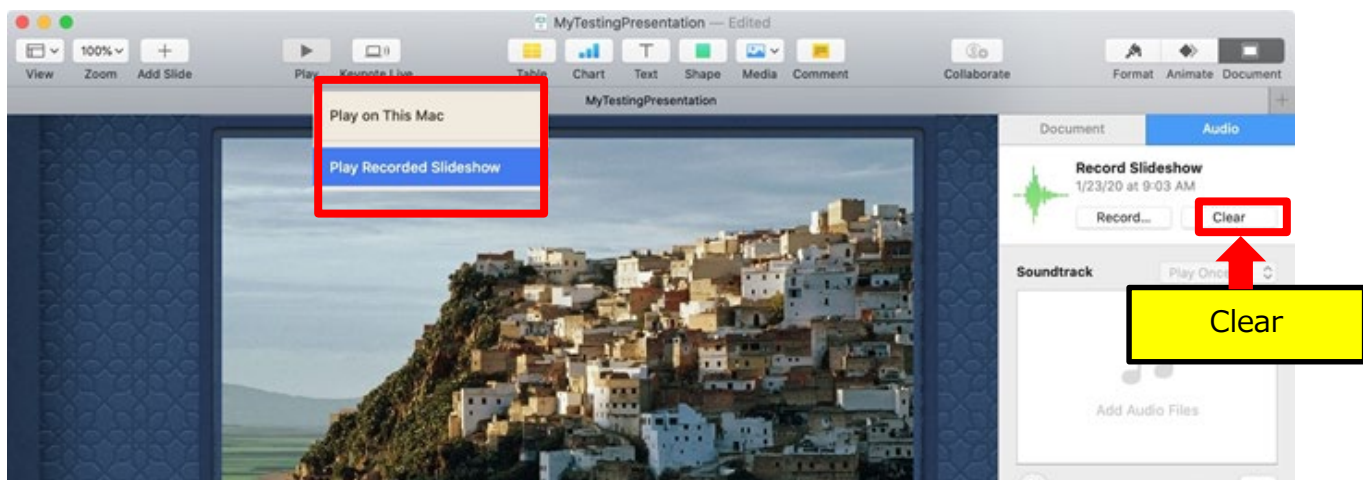 MyTestingPresentation — Edited
100%
View Zoom Add Slide Play Keynote Live Table Chart Text Shape Media Comment Collaborate Format Animate Document
MyTestingPresentation
Play on This Mac
Play Recorded Slideshow
Document Audio
Record Slideshow
1/23/20 at 9:03 AM
Record... Clear
Soundtrack Play Once
Clear
Add Audio Files